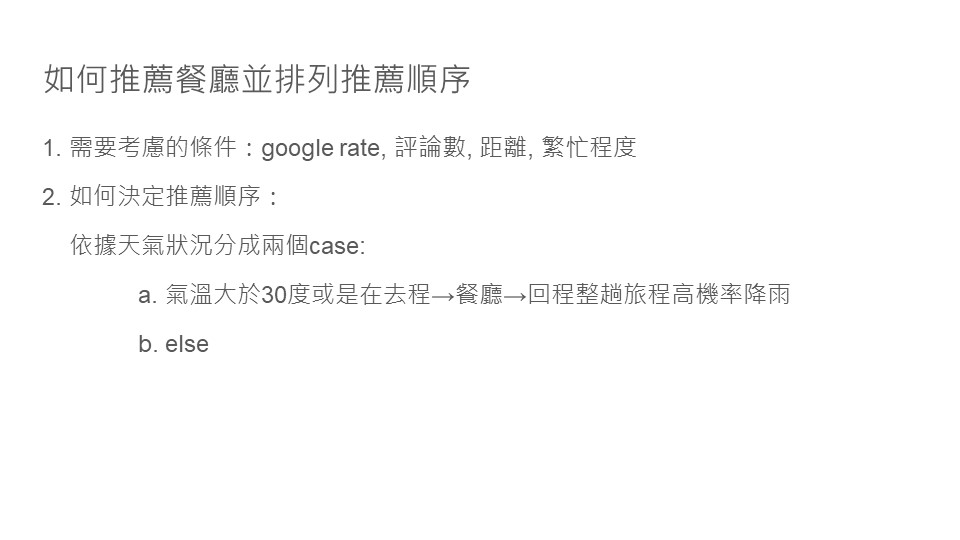 如何推薦餐廳並排列推薦順序
1. 需要考慮的條件：google rate, 評論數, 距離, 繁忙程度
2. 如何決定推薦順序：
依據天氣狀況分成兩個case:
a. 氣溫大於30度或是在去程→餐廳→回程整趟旅程高機率降雨
b. else